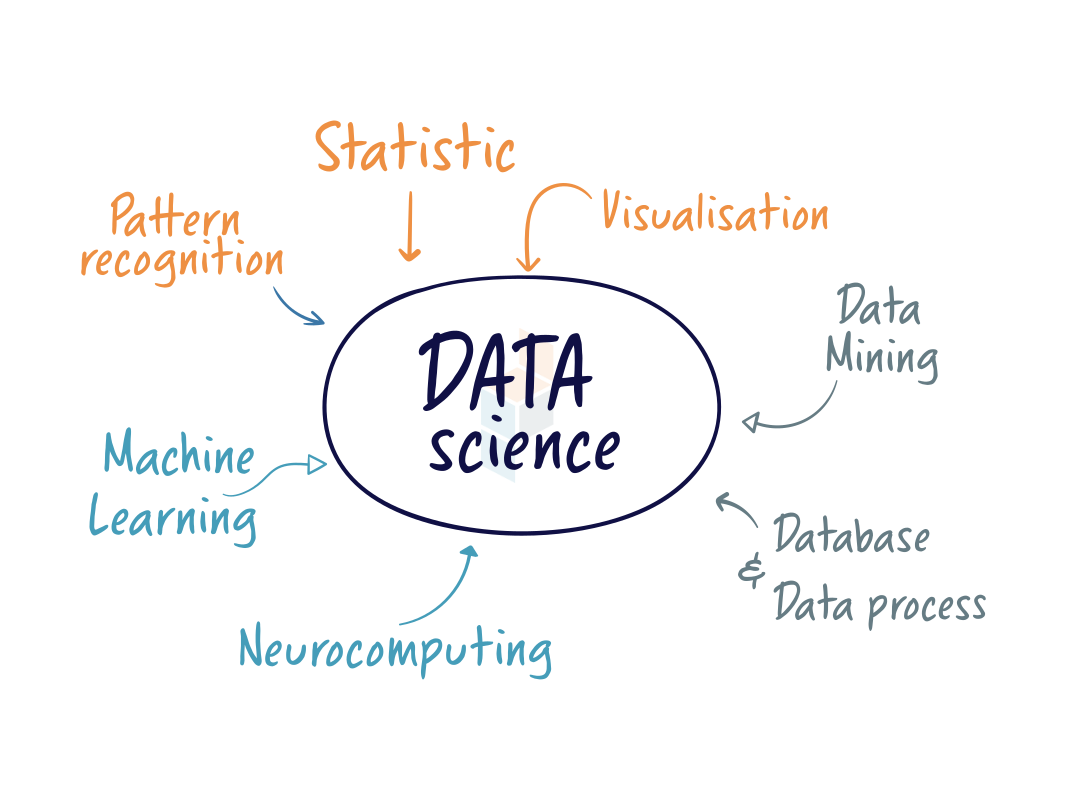 Statistic
Pattern
recognition
Visualisation
Data
Mining
DATA
science
Machine
Learning
Database
&
Data process
Neurocomputing